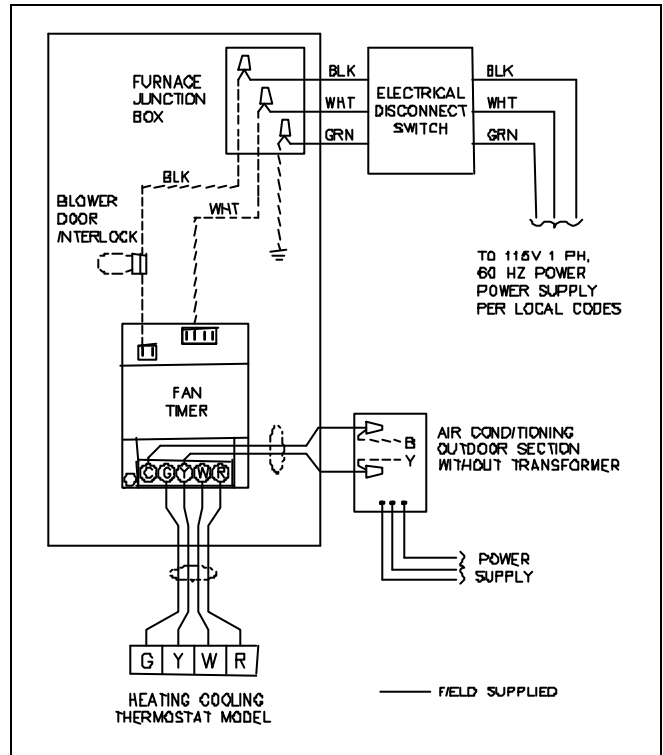 FURNACE
JUNCTION
BOX
BLK
WHT
GRN
ELECTRICAL
DISCONNECT
SWITCH
BLK
WHT
GRN
BLK
WHT
BLOWER
DOOR
INTERLOCK
TO 115V 1 PH,
60 HZ POWER
POWER SUPPLY
PER LOCAL CODES
FAN
TIMER
C G Y W R
B
Y
AIR CONDITIONING
OUTDOOR SECTION
WITHOUT TRANSFORMER
POWER
SUPPLY
G Y W R
HEATING COOLING
THERMOSTAT MODEL
FIELD SUPPLIED